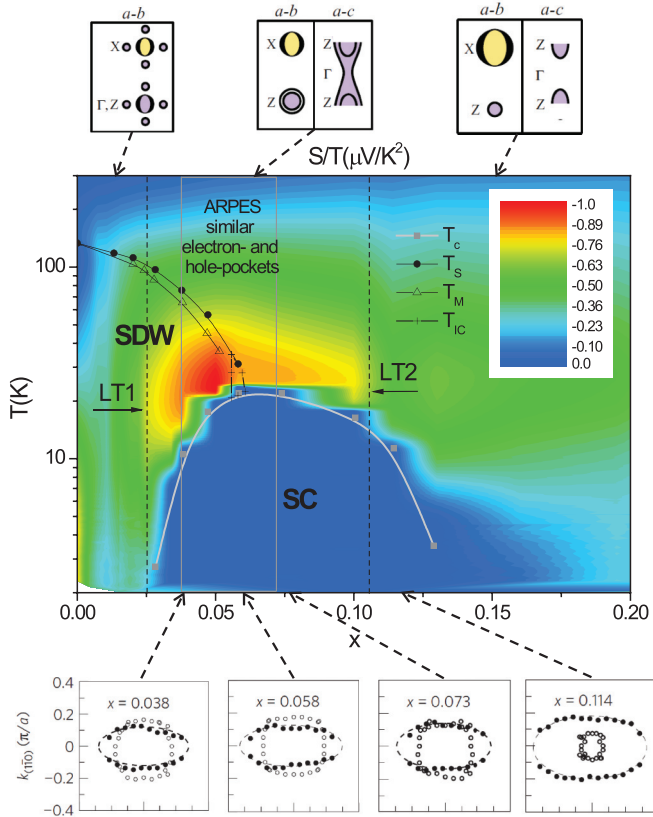 a-b
X
Γ,Z
a-b a-c
X Z
Γ
Z Z
a-b a-c
X Z
Γ
Z Z
S/T(μV/K²)
ARPES
similar
electron- and
hole-pockets
T_c
T_S
T_M
T_IC
-1.0
-0.89
-0.76
-0.63
-0.49
-0.36
-0.23
-0.10
0.0
100
10
T(K)
SDW
LT1
LT2
SC
0.00 0.05 0.10 0.15 0.20
x
0.4
0.2
0
-0.2
-0.4
k(11̄0) (π/a)
x = 0.038
x = 0.058
x = 0.073
x = 0.114